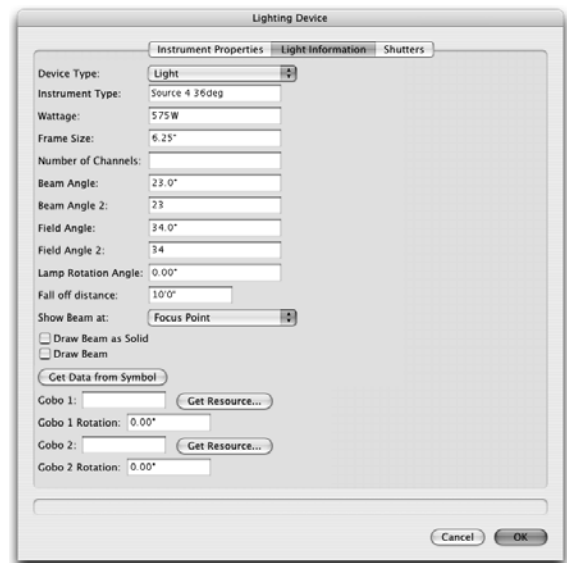 Lighting Device
Instrument Properties Light Information Shutters
Device Type: Light
Instrument Type: Source 4 36deg
Wattage: 575W
Frame Size: 6.25"
Number of Channels:
Beam Angle: 23.0°
Beam Angle 2: 23
Field Angle: 34.0°
Field Angle 2: 34
Lamp Rotation Angle: 0.00°
Fall off distance: 10'0"
Show Beam at: Focus Point
Draw Beam as Solid
Draw Beam
Get Data from Symbol
Gobo 1: Get Resource...
Gobo 1 Rotation: 0.00°
Gobo 2: Get Resource...
Gobo 2 Rotation: 0.00°
Cancel OK